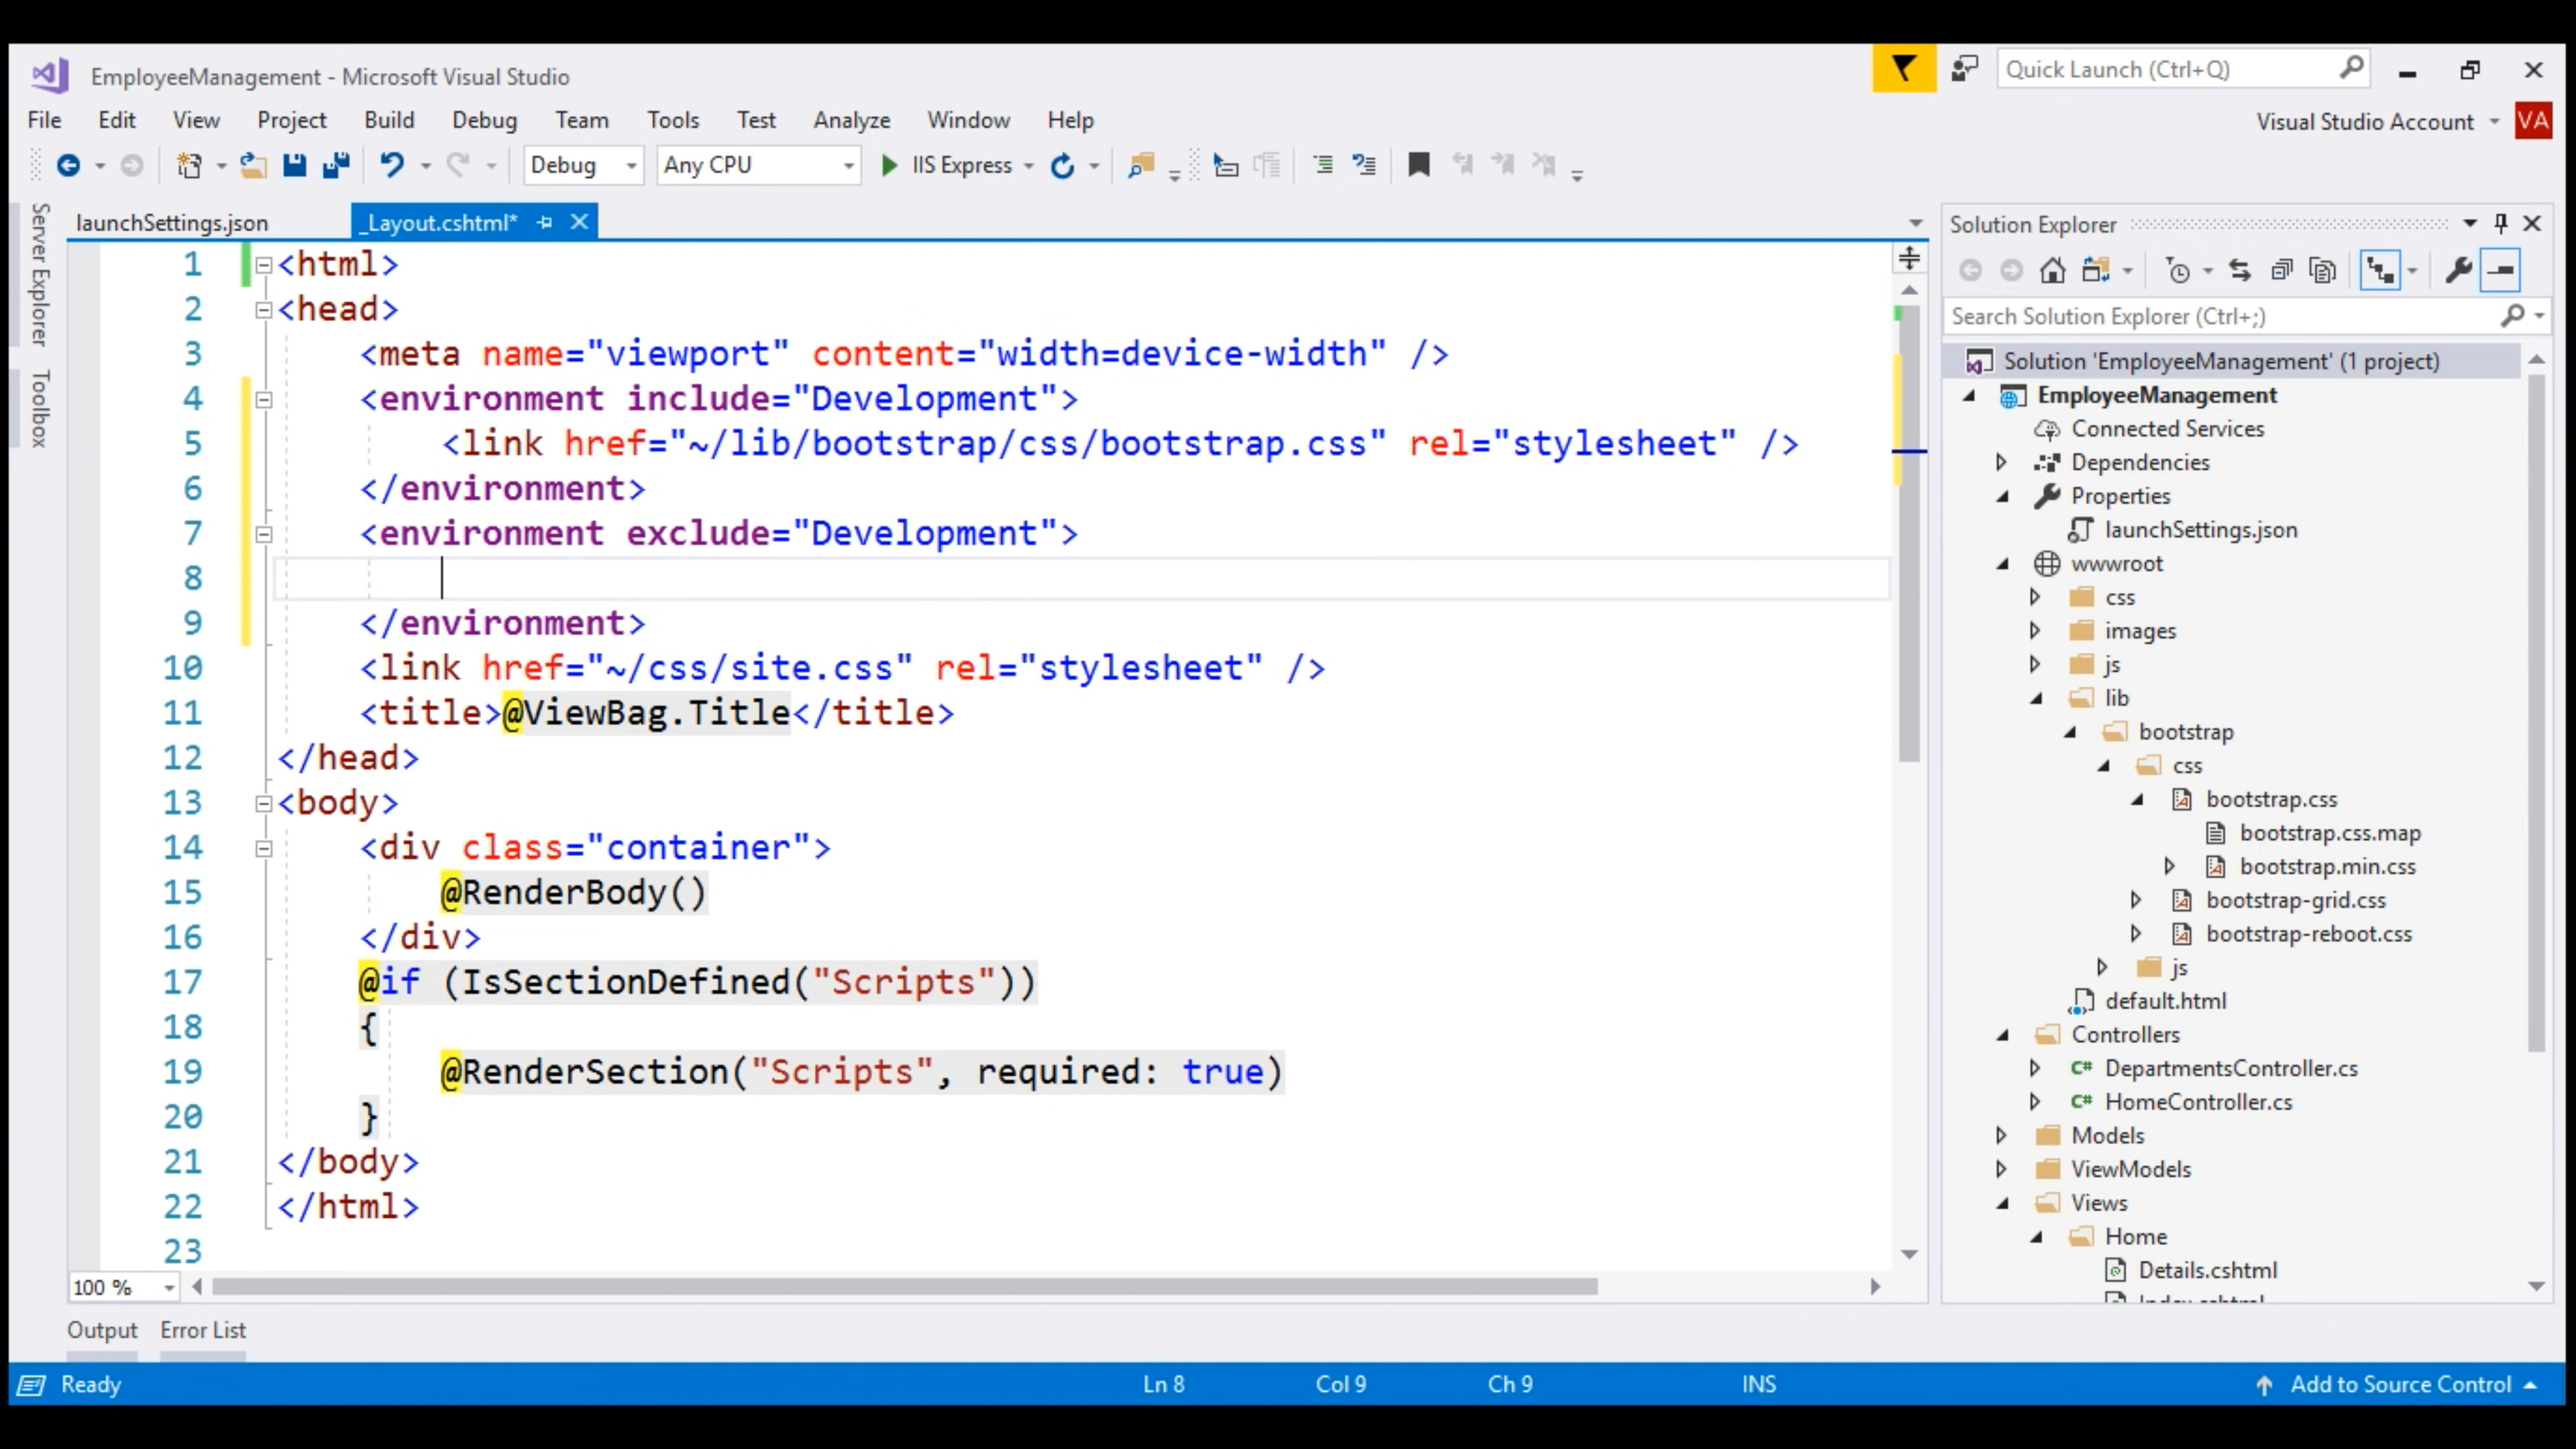 EmployeeManagement - Microsoft Visual Studio
Quick Launch (Ctrl+Q)
File Edit View Project Build Debug Team Tools Test Analyze Window Help
Visual Studio Account VA
Debug Any CPU IIS Express
Server Explorer
Toolbox
launchSettings.json _Layout.cshtml*
1 <html>
2 <head>
3 <meta name="viewport" content="width=device-width" />
4 <environment include="Development">
5 <link href="~/lib/bootstrap/css/bootstrap.css" rel="stylesheet" />
6 </environment>
7 <environment exclude="Development">
8
9 </environment>
10 <link href="~/css/site.css" rel="stylesheet" />
11 <title>@ViewBag.Title</title>
12 </head>
13 <body>
14 <div class="container">
15 @RenderBody()
16 </div>
17 @if (IsSectionDefined("Scripts"))
18 {
19 @RenderSection("Scripts", required: true)
20 }
21 </body>
22 </html>
23
100 %
Solution Explorer
Search Solution Explorer (Ctrl+;)
Solution 'EmployeeManagement' (1 project)
EmployeeManagement
Connected Services
Dependencies
Properties
launchSettings.json
wwwroot
css
images
js
lib
bootstrap
css
bootstrap.css
bootstrap.css.map
bootstrap.min.css
bootstrap-grid.css
bootstrap-reboot.css
js
default.html
Controllers
DepartmentsController.cs
HomeController.cs
Models
ViewModels
Views
Home
Details.cshtml
Output Error List
Ready Ln 8 Col 9 Ch 9 INS Add to Source Control